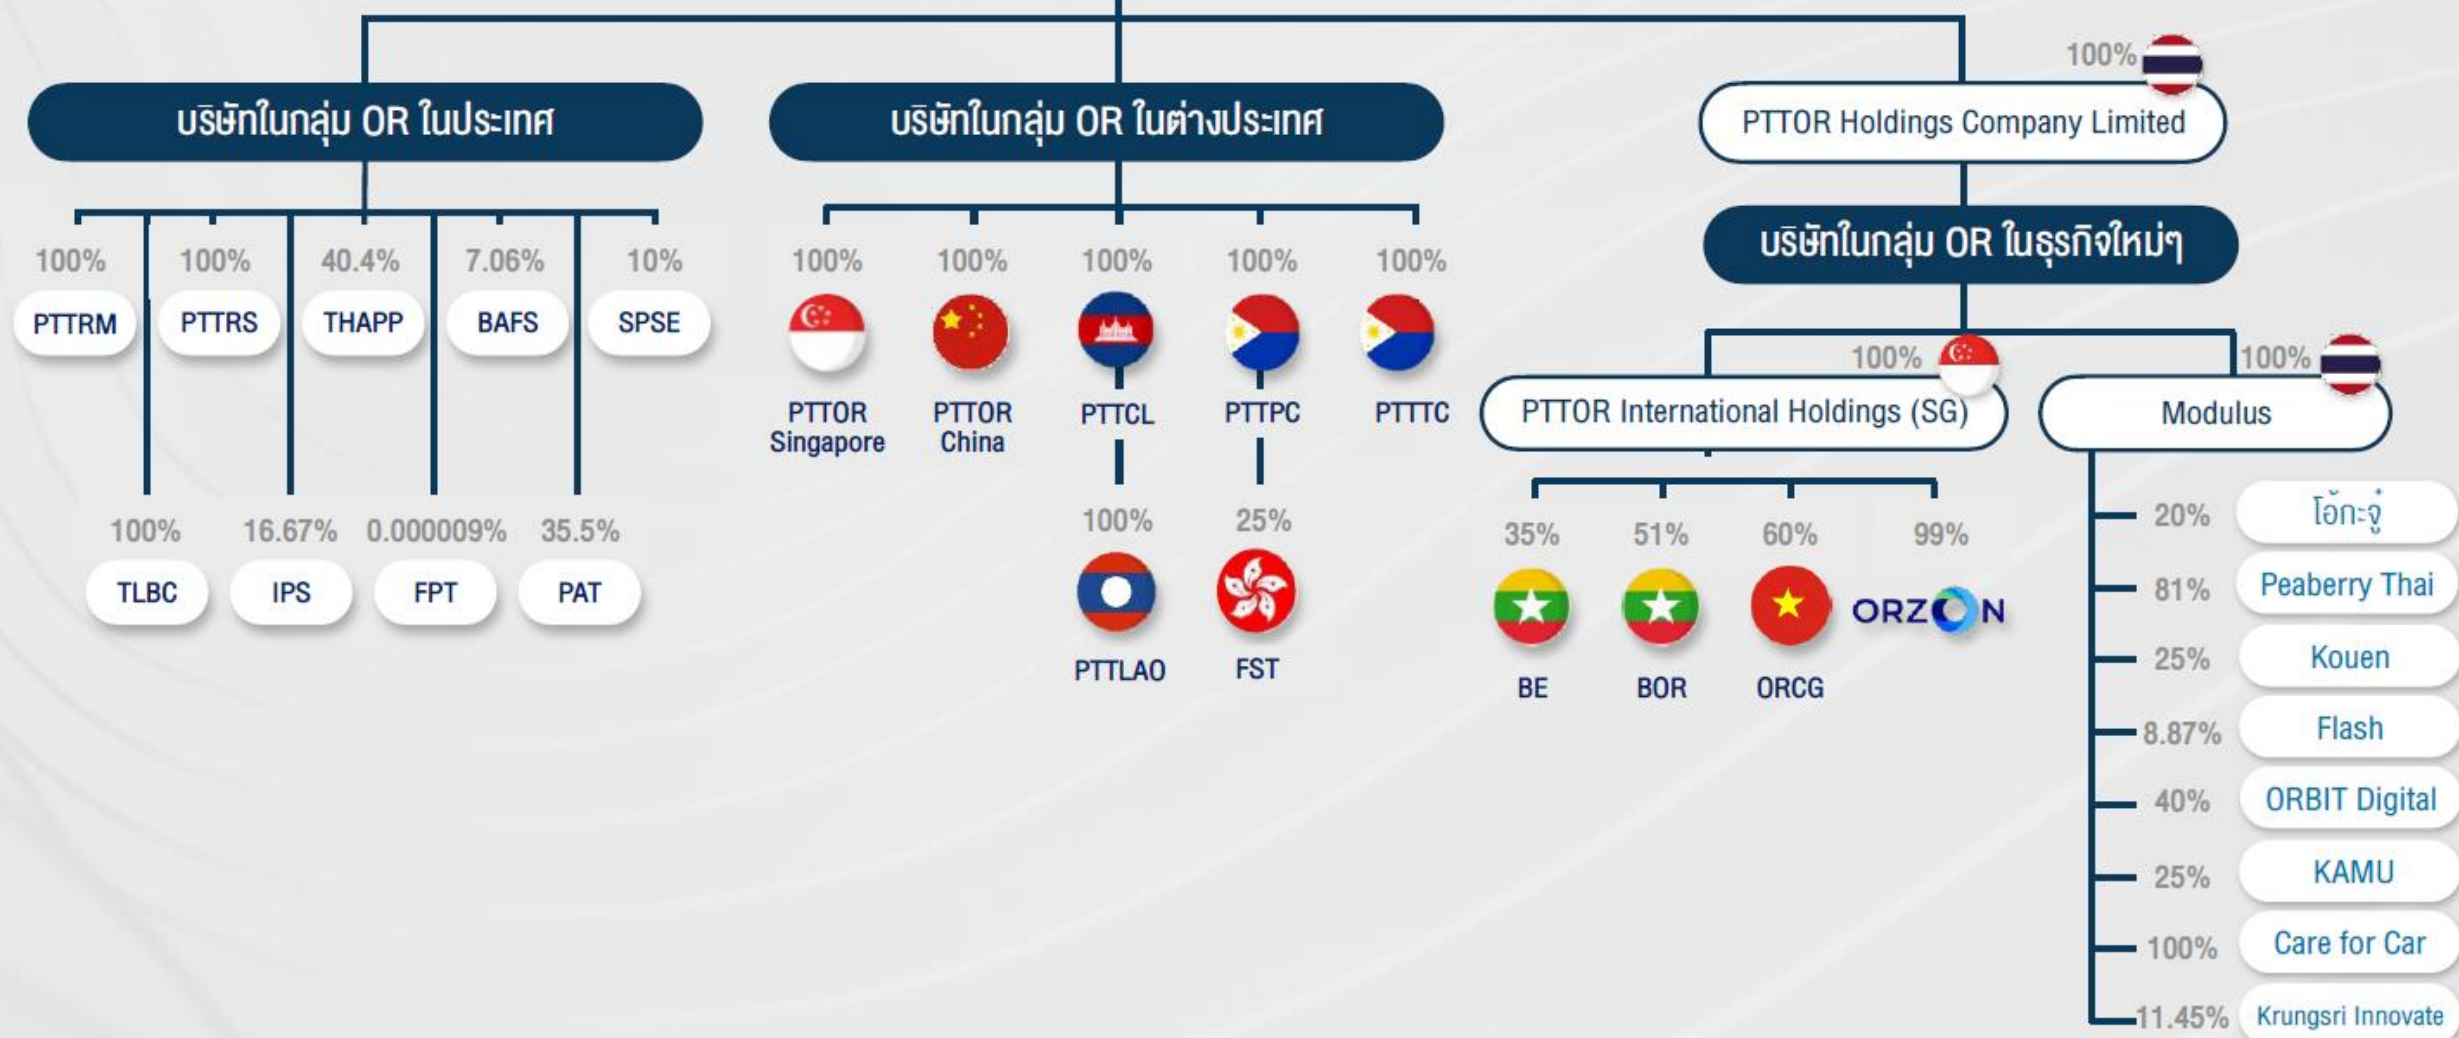 100%
บริษัทในกลุ่ม OR ในประเทศ
บริษัทในกลุ่ม OR ในต่างประเทศ
PTTOR Holdings Company Limited
บริษัทในกลุ่ม OR ในธุรกิจใหม่ๆ
100% 100% 40.4% 7.06% 10%
PTTRM PTTRS THAPP BAFS SPSE
100% 16.67% 0.000009% 35.5%
TLBC IPS FPT PAT
100% 100% 100% 100% 100%
PTTOR
Singapore
PTTOR
China
PTTCL
PTTPC
PTTTC
100% 25%
PTTLAO FST
100%
PTTOR International Holdings (SG)
35% 51% 60% 99%
ORZON
BE BOR ORCG
100%
Modulus
20% โอ้กะจู๋
81% Peaberry Thai
25% Kouen
8.87% Flash
40% ORBIT Digital
25% KAMU
100% Care for Car
11.45% Krungsri Innovate